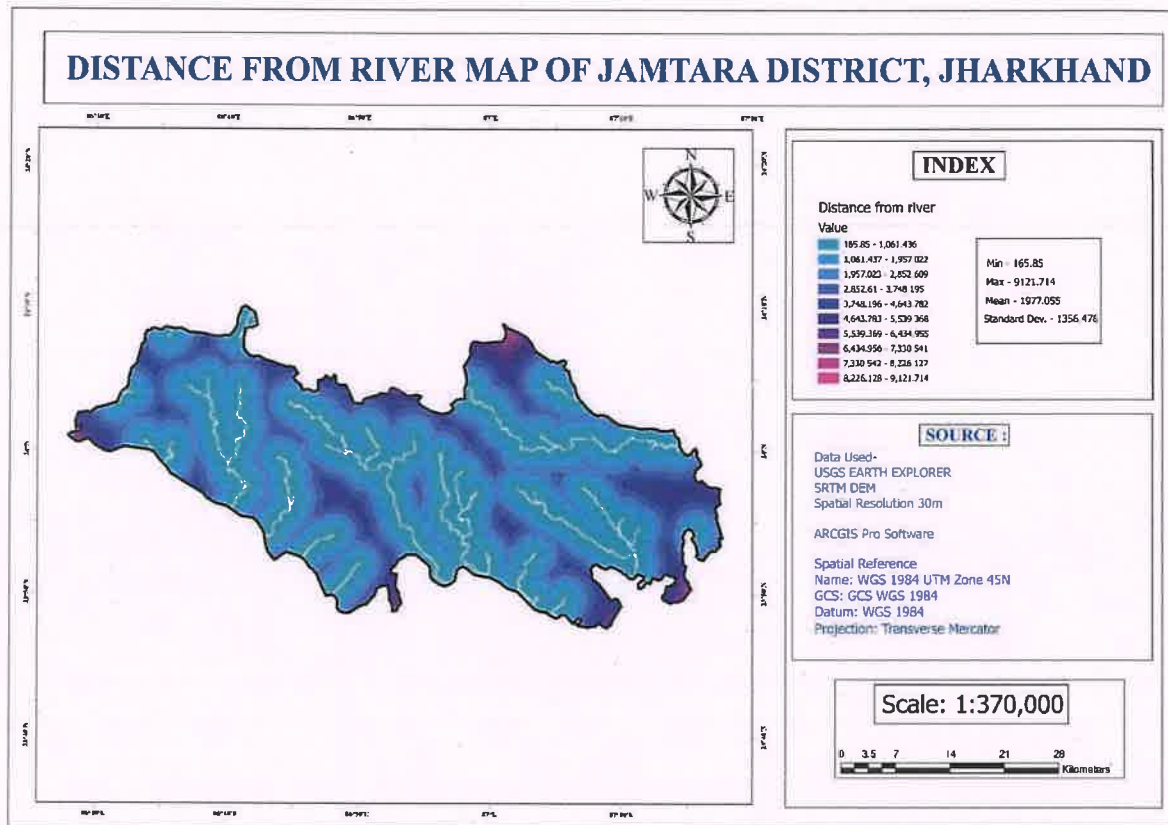 DISTANCE FROM RIVER MAP OF JAMTARA DISTRICT, JHARKHAND
N
W E
S
INDEX
Distance from river
Value
165.85 - 1,061.436
1,061.437 - 1,957.022
1,957.023 - 2,852.609
2,852.61 - 3,748.195
3,748.196 - 4,643.782
4,643.783 - 5,539.368
5,539.369 - 6,434.955
6,434.956 - 7,330.541
7,330.542 - 8,226.127
8,226.128 - 9,121.714
Min - 165.85
Max - 9121.714
Mean - 1977.055
Standard Dev. - 1356.476
SOURCE :
Data Used-
USGS EARTH EXPLORER
SRTM DEM
Spatial Resolution 30m
ARCGIS Pro Software
Spatial Reference
Name: WGS 1984 UTM Zone 45N
GCS: GCS WGS 1984
Datum: WGS 1984
Projection: Transverse Mercator
Scale: 1:370,000
0 3.5 7 14 21 28
Kilometers